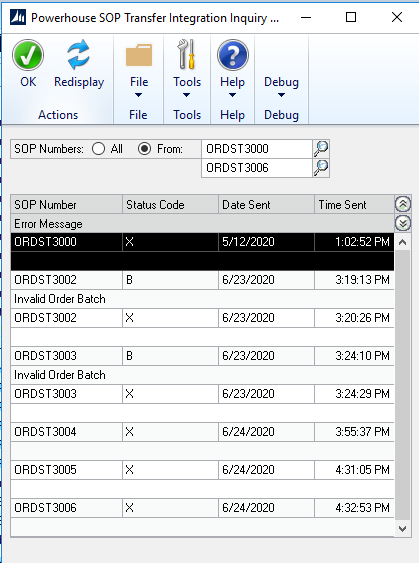 Powerhouse SOP Transfer Integration Inquiry ...
OK Redisplay File Tools Help Debug
Actions File Tools Help Debug
SOP Numbers: All From: ORDST3000
ORDST3006
SOP Number Status Code Date Sent Time Sent
Error Message
ORDST3000 X 5/12/2020 1:02:52 PM
ORDST3002 B 6/23/2020 3:19:13 PM
Invalid Order Batch
ORDST3002 X 6/23/2020 3:20:26 PM
ORDST3003 B 6/23/2020 3:24:10 PM
Invalid Order Batch
ORDST3003 X 6/23/2020 3:24:29 PM
ORDST3004 X 6/24/2020 3:55:37 PM
ORDST3005 X 6/24/2020 4:31:05 PM
ORDST3006 X 6/24/2020 4:32:53 PM